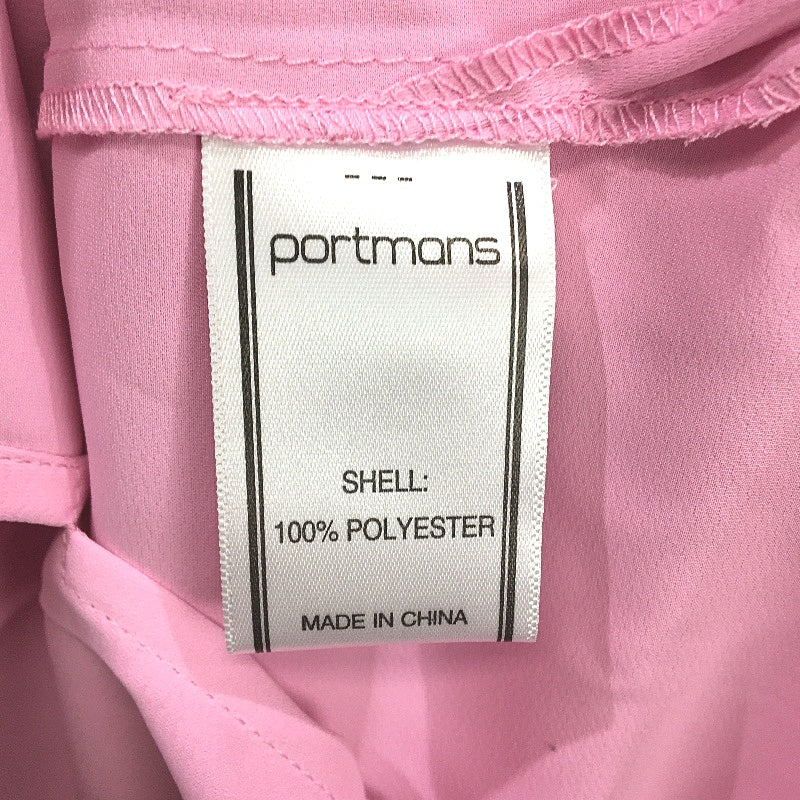 portmans
SHELL:
100% POLYESTER
MADE IN CHINA